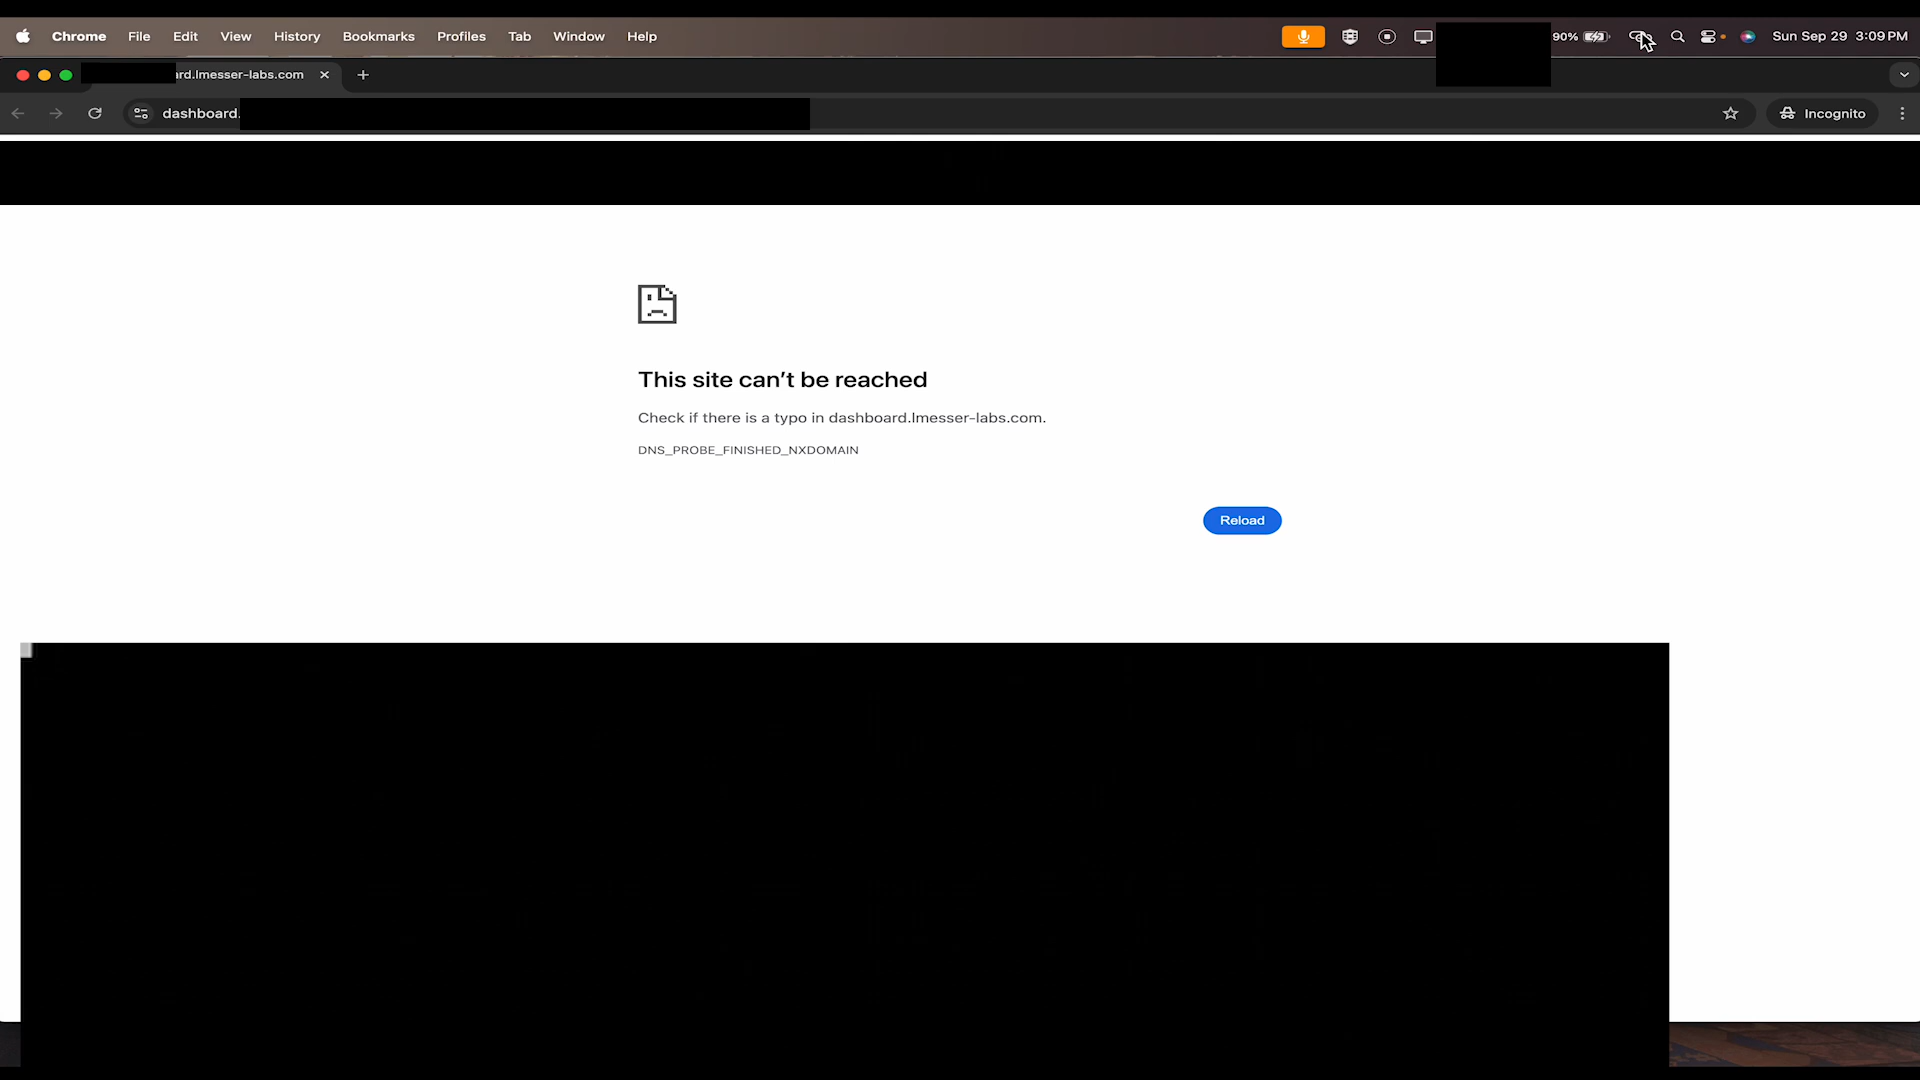 Chrome File Edit View History Bookmarks Profiles Tab Window Help 90% Sun Sep 29 3:09 PM
ard.lmesser-labs.com
dashboard. Incognito
This site can't be reached
Check if there is a typo in dashboard.lmesser-labs.com.
DNS_PROBE_FINISHED_NXDOMAIN
Reload